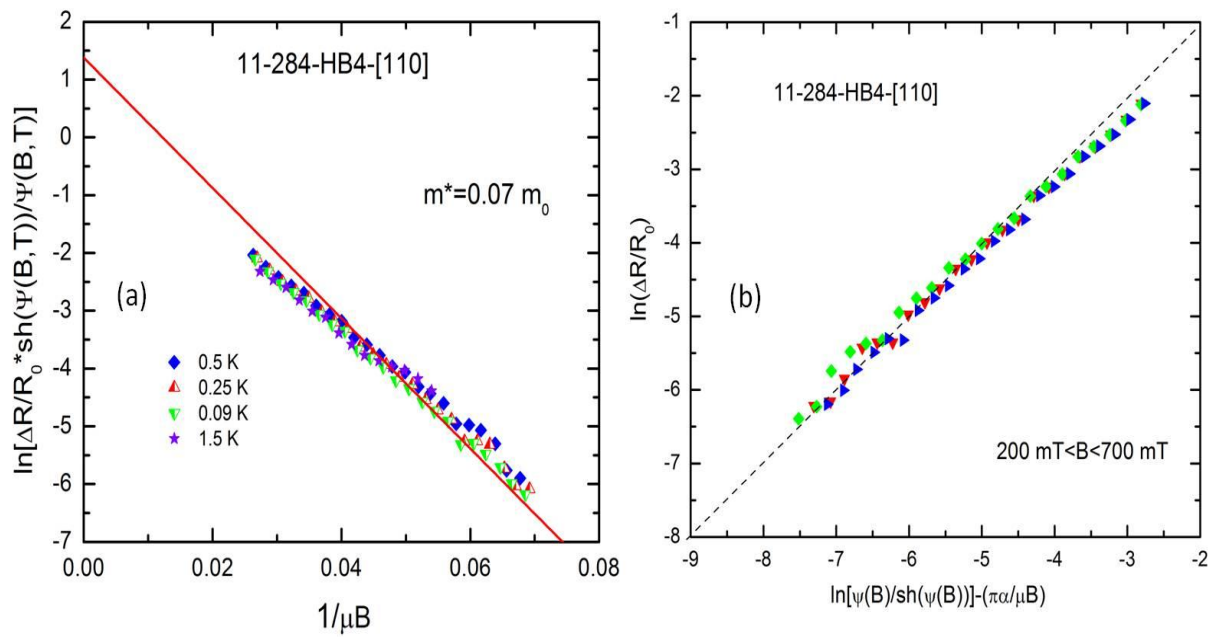 2
1
0
-1
-2
-3
-4
-5
-6
-7
0.00
0.02
0.04
0.06
0.08
ln[ΔR/R0*sh(Ψ(B,T))/Ψ(B,T)]
1/μB
11-284-HB4-[110]
m*=0.07 m0
(a)
0.5 K
0.25 K
0.09 K
1.5 K
-1
-2
-3
-4
-5
-6
-7
-8
-9
-8
-7
-6
-5
-4
-3
-2
ln(ΔR/R0)
ln[ψ(B)/sh(ψ(B))]-(πα/μB)
11-284-HB4-[110]
(b)
200 mT<B<700 mT